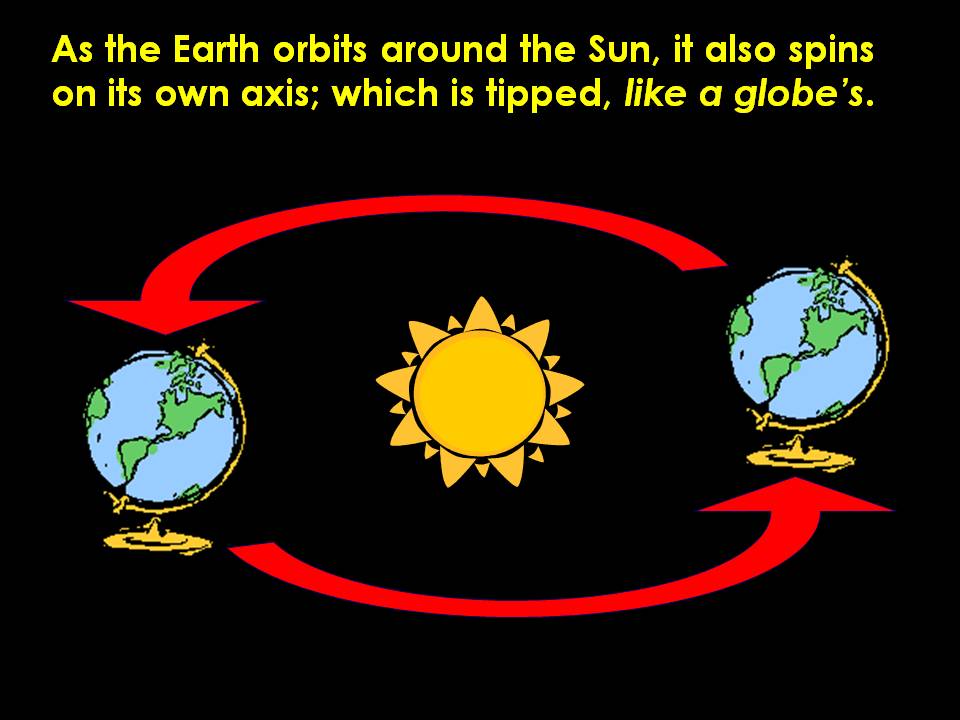 As the Earth orbits around the Sun, it also spins
on its own axis; which is tipped, like a globe’s.